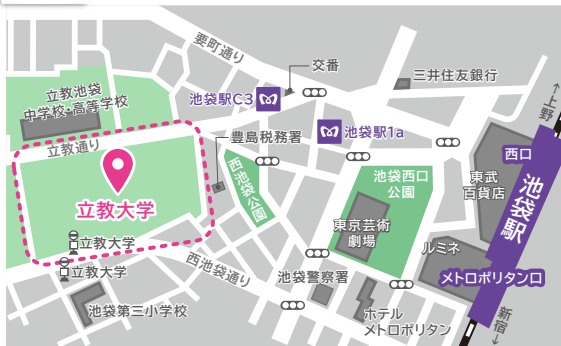 要町通り
交番
三井住友銀行
↑上野
立教池袋
中学校・高等学校
池袋駅C3
池袋駅1a
立教通り
豊島税務署
西口
池袋駅
東武
百貨店
西池袋公園
池袋西口
公園
立教大学
東京芸術
劇場
ルミネ
立教大学
立教大学
西池袋通り
池袋警察署
メトロポリタン口
池袋第三小学校
ホテル
メトロポリタン
新宿↓